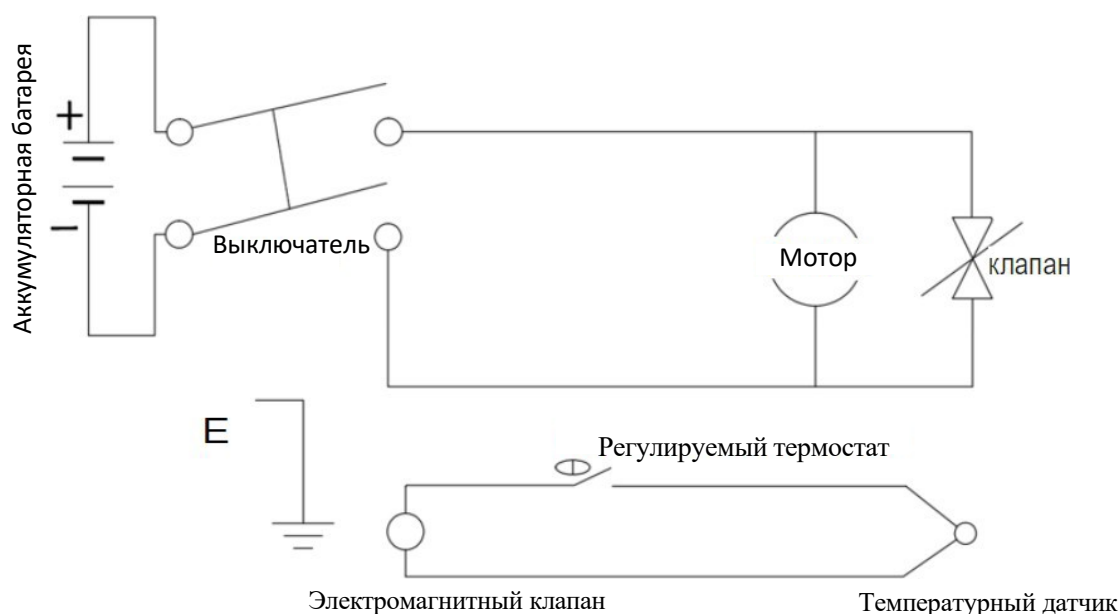 Аккумуляторная батарея
+
−
Выключатель
Мотор
клапан
E
Регулируемый термостат
Электромагнитный клапан
Температурный датчик